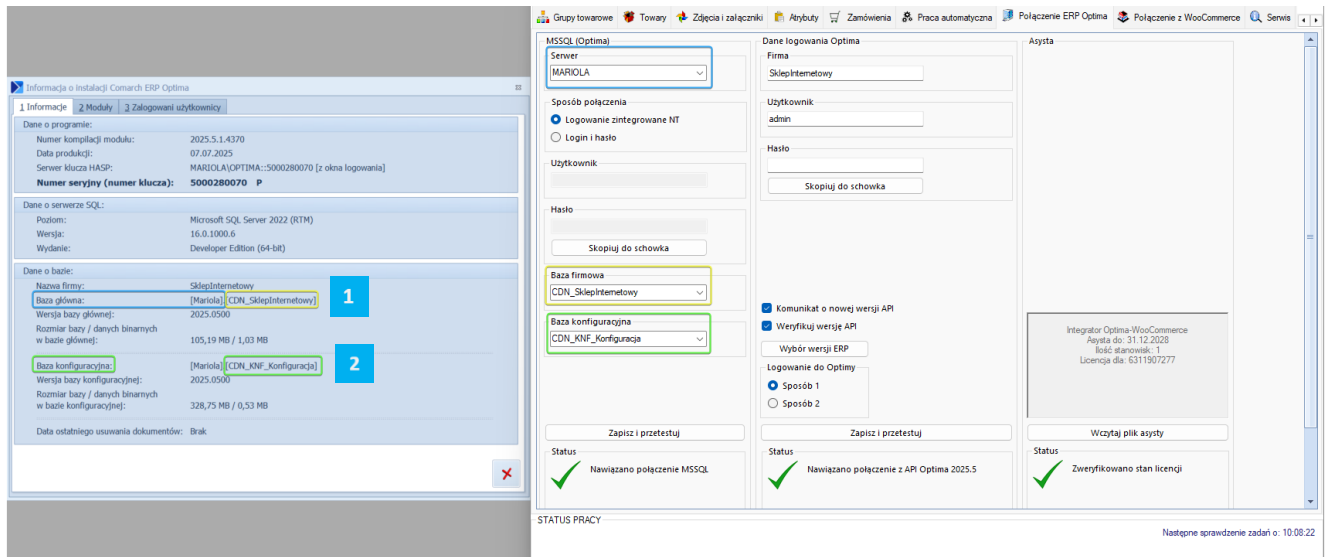 Informacja o instalacji Comarch ERP Optima
1 Informacje 2 Moduły 3 Zalogowani użytkownicy
Dane o programie:
Numer kompilacji modułu: 2025.5.1.4370
Data produkcji: 07.07.2025
Serwer klucza HASP: MARIOLA\OPTIMA::5000280070 [z okna logowania]
Numer seryjny (numer klucza): 5000280070 P
Dane o serwerze SQL:
Poziom: Microsoft SQL Server 2022 (RTM)
Wersja: 16.0.1000.6
Wydanie: Developer Edition (64-bit)
Dane o bazie:
Nazwa firmy: SklepInternetowy
Baza główna: [Mariola].[CDN_SklepInternetowy]
1
Wersja bazy głównej: 2025.0500
Rozmiar bazy / danych binarnych
w bazie głównej: 105,19 MB / 1,03 MB
Baza konfiguracyjna: [Mariola].[CDN_KNF_Konfiguracja]
2
Wersja bazy konfiguracyjnej: 2025.0500
Rozmiar bazy / danych binarnych
w bazie konfiguracyjnej: 328,75 MB / 0,53 MB
Data ostatniego usuwania dokumentów: Brak
Grupy towarowe Towary Zdjęcia i załączniki Atrybuty Zamówienia Praca automatyczna Połączenie ERP Optima Połączenie z WooCommerce Serwis
MSSQL (Optima)
Serwer
MARIOLA
Sposób połączenia
Logowanie zintegrowane NT
Login i hasło
Użytkownik
Hasło
Skopiuj do schowka
Baza firmowa
CDN_SklepInternetowy
Baza konfiguracyjna
CDN_KNF_Konfiguracja
Zapisz i przetestuj
Status
Nawiązano połączenie MSSQL
Dane logowania Optima
Firma
SklepInternetowy
Użytkownik
admin
Hasło
Skopiuj do schowka
Komunikat o nowej wersji API
Weryfikuj wersję API
Wybór wersji ERP
Logowanie do Optimy
Sposób 1
Sposób 2
Zapisz i przetestuj
Status
Nawiązano połączenie z API Optima 2025.5
Asysta
Integrator Optima-WooCommerce
Asysta do: 31.12.2028
Ilość stanowisk: 1
Licencja dla: 6311907277
Wczytaj plik asysty
Status
Zweryfikowano stan licencji
STATUS PRACY
Następne sprawdzenie zadań o: 10:08:22